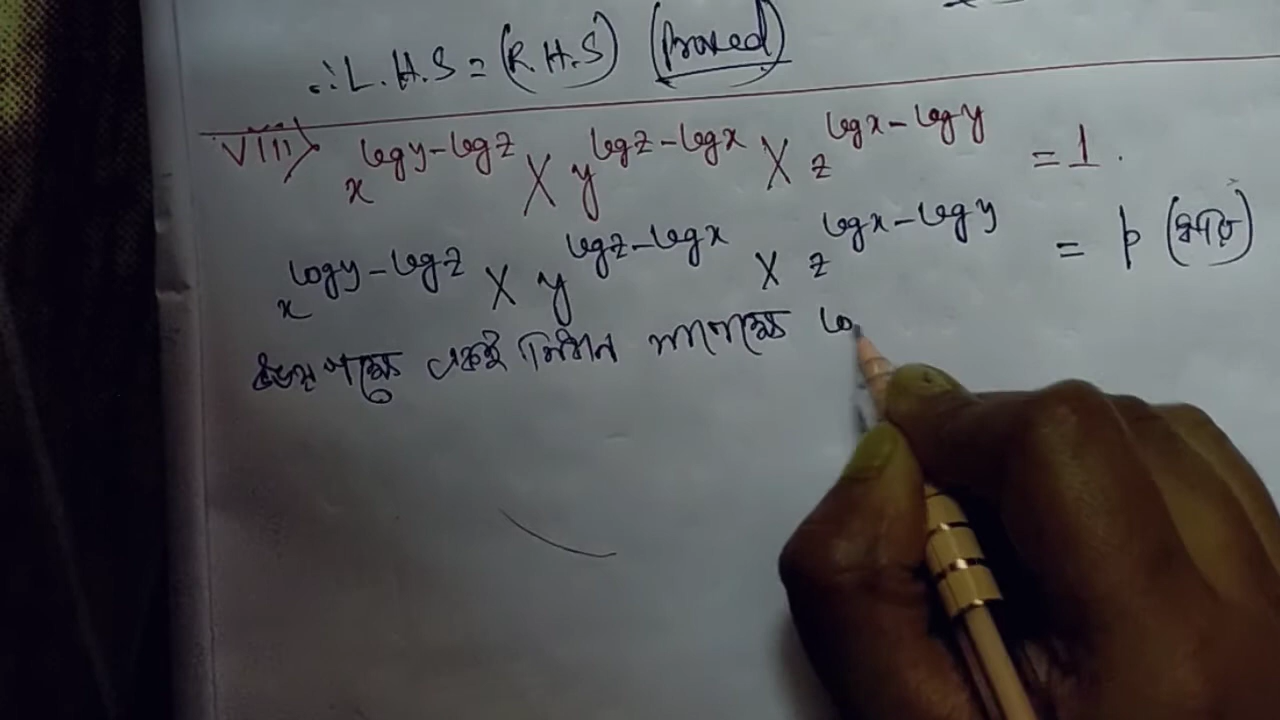 ∴ L.H.S = (R.H.S) (Proved)
VIII) x^{logy-logz} X y^{logz-logx} X z^{logx-logy} = 1.
x^{logy-logz} X y^{logz-logx} X z^{logx-logy} = p (ধরি)
উভয় পক্ষে একই নিধান সাপেক্ষে lo